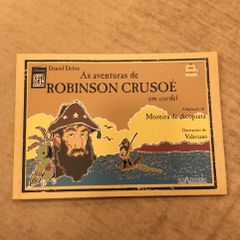 Daniel Defoe
As aventuras de
ROBINSON CRUSOÉ
em cordel
Adaptação de
Moreira de Acopiara
Ilustrações de
Valeriano